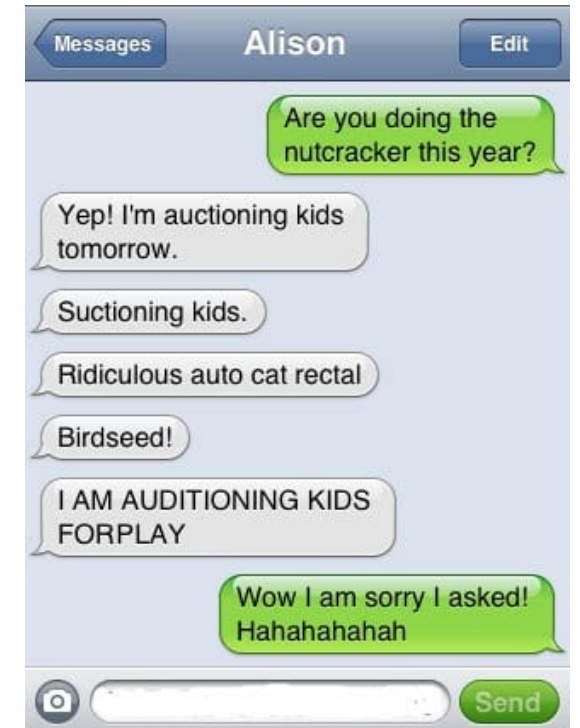 Messages
Alison
Edit
Are you doing the
nutcracker this year?
Yep! I'm auctioning kids
tomorrow.
Suctioning kids.
Ridiculous auto cat rectal
Birdseed!
I AM AUDITIONING KIDS
FORPLAY
Wow I am sorry I asked!
Hahahahahah
Send